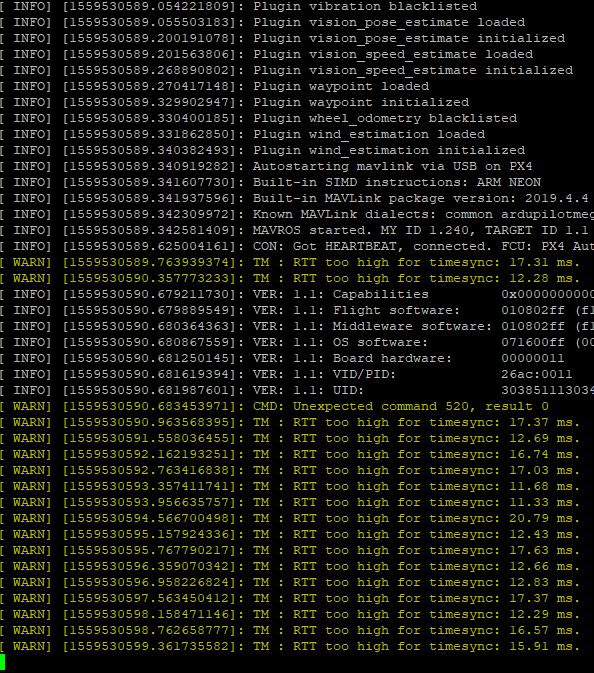 [ INFO] [1559530589.054221809]: Plugin vibration blacklisted
[ INFO] [1559530589.055503183]: Plugin vision_pose_estimate loaded
[ INFO] [1559530589.200191078]: Plugin vision_pose_estimate initialized
[ INFO] [1559530589.201563806]: Plugin vision_speed_estimate loaded
[ INFO] [1559530589.268890802]: Plugin vision_speed_estimate initialized
[ INFO] [1559530589.270417148]: Plugin waypoint loaded
[ INFO] [1559530589.329902947]: Plugin waypoint initialized
[ INFO] [1559530589.330400185]: Plugin wheel_odometry blacklisted
[ INFO] [1559530589.331862850]: Plugin wind_estimation loaded
[ INFO] [1559530589.340382493]: Plugin wind_estimation initialized
[ INFO] [1559530589.340919282]: Autostarting mavlink via USB on PX4
[ INFO] [1559530589.341607730]: Built-in SIMD instructions: ARM NEON
[ INFO] [1559530589.341937596]: Built-in MAVLink package version: 2019.4.4
[ INFO] [1559530589.342309972]: Known MAVLink dialects: common ardupilotmeg
[ INFO] [1559530589.342581409]: MAVROS started. MY ID 1.240, TARGET ID 1.1
[ INFO] [1559530589.625004161]: CON: Got HEARTBEAT, connected. FCU: PX4 Aut
[ WARN] [1559530589.763939374]: TM : RTT too high for timesync: 17.31 ms.
[ WARN] [1559530590.357773233]: TM : RTT too high for timesync: 12.28 ms.
[ INFO] [1559530590.679211730]: VER: 1.1: Capabilities         0x0000000000
[ INFO] [1559530590.679889549]: VER: 1.1: Flight software:     010802ff (fl
[ INFO] [1559530590.680364363]: VER: 1.1: Middleware software: 010802ff (fl
[ INFO] [1559530590.680867559]: VER: 1.1: OS software:         071600ff (00
[ INFO] [1559530590.681250145]: VER: 1.1: Board hardware:      00000011
[ INFO] [1559530590.681619394]: VER: 1.1: VID/PID:             26ac:0011
[ INFO] [1559530590.681987601]: VER: 1.1: UID:                 303851113034
[ WARN] [1559530590.683453971]: CMD: Unexpected command 520, result 0
[ WARN] [1559530590.963568395]: TM : RTT too high for timesync: 17.37 ms.
[ WARN] [1559530591.558036455]: TM : RTT too high for timesync: 12.69 ms.
[ WARN] [1559530592.162193251]: TM : RTT too high for timesync: 16.74 ms.
[ WARN] [1559530592.763416838]: TM : RTT too high for timesync: 17.03 ms.
[ WARN] [1559530593.357411741]: TM : RTT too high for timesync: 11.68 ms.
[ WARN] [1559530593.956635757]: TM : RTT too high for timesync: 11.33 ms.
[ WARN] [1559530594.566700498]: TM : RTT too high for timesync: 20.79 ms.
[ WARN] [1559530595.157924336]: TM : RTT too high for timesync: 12.43 ms.
[ WARN] [1559530595.767790217]: TM : RTT too high for timesync: 17.63 ms.
[ WARN] [1559530596.359070342]: TM : RTT too high for timesync: 12.66 ms.
[ WARN] [1559530596.958226824]: TM : RTT too high for timesync: 12.83 ms.
[ WARN] [1559530597.563450412]: TM : RTT too high for timesync: 17.37 ms.
[ WARN] [1559530598.158471146]: TM : RTT too high for timesync: 12.29 ms.
[ WARN] [1559530598.762658777]: TM : RTT too high for timesync: 16.57 ms.
[ WARN] [1559530599.361735582]: TM : RTT too high for timesync: 15.91 ms.